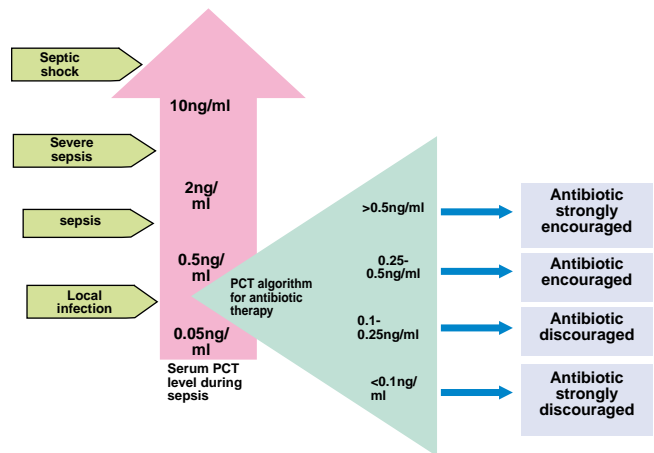 Septic
shock
Severe
sepsis
sepsis
Local
infection
10ng/ml
2ng/
ml
0.5ng/
ml
0.05ng/
ml
Serum PCT
level during
sepsis
PCT algorithm
for antibiotic
therapy
>0.5ng/ml
0.25-
0.5ng/ml
0.1-
0.25ng/ml
<0.1ng/
ml
Antibiotic
strongly
encouraged
Antibiotic
encouraged
Antibiotic
discouraged
Antibiotic
strongly
discouraged